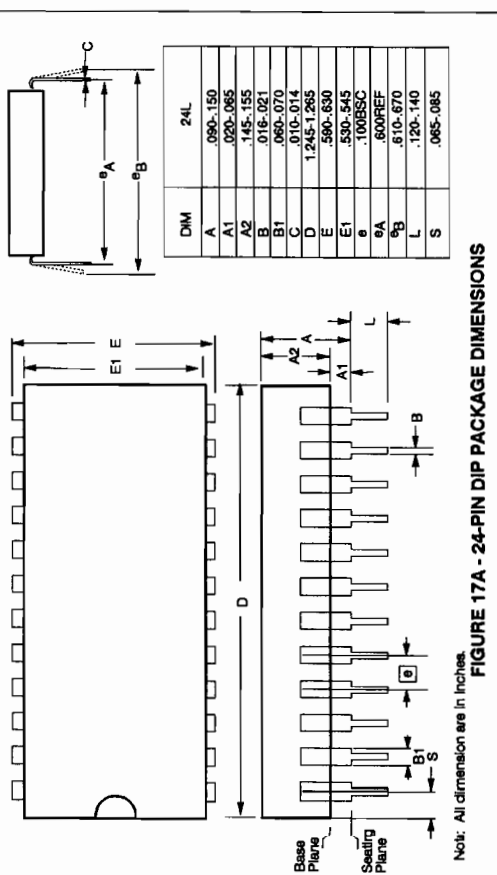 C
eA
eB
DIM 24L
A .090-.150
A1 .020-.065
A2 .145-.155
B .016-.021
B1 .060-.070
C .010-.014
D 1.245-1.265
E .590-.630
E1 .530-.545
e .100BSC
eA .600REF
eB .610-.670
L .120-.140
S .065-.085
E
E1
D
A
A2
A1
L
B
e
B1
S
Base
Plane
Seating
Plane
Note: All dimension are in Inches.
FIGURE 17A - 24-PIN DIP PACKAGE DIMENSIONS